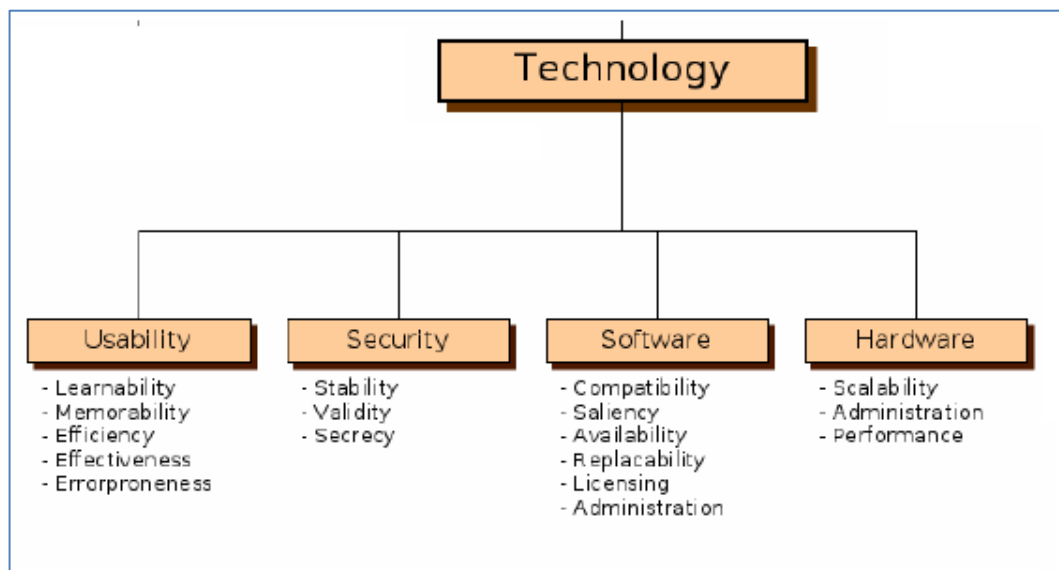 Technology
Usability
- Learnability
- Memorability
- Efficiency
- Effectiveness
- Errorproneness
Security
- Stability
- Validity
- Secrecy
Software
- Compatibility
- Saliency
- Availability
- Replacability
- Licensing
- Administration
Hardware
- Scalability
- Administration
- Performance